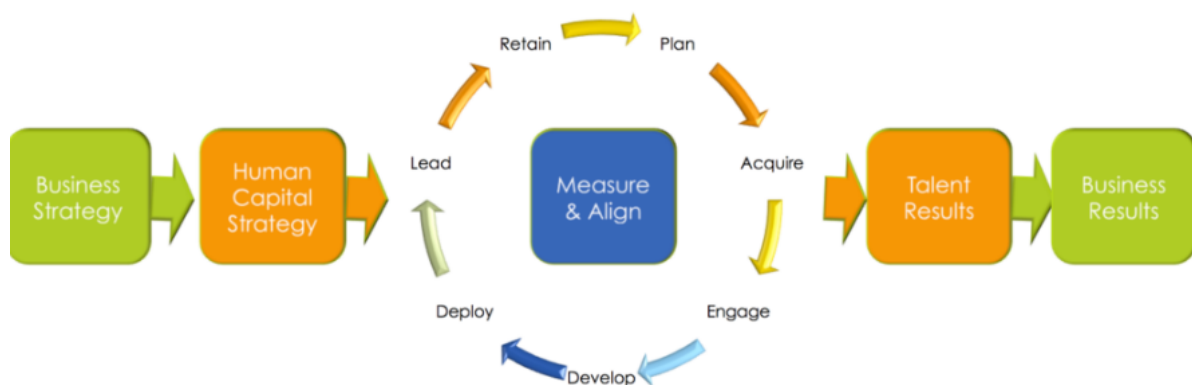 Retain
Plan
Business
Strategy
Human
Capital
Strategy
Lead
Measure
& Align
Acquire
Talent
Results
Business
Results
Deploy
Engage
Develop